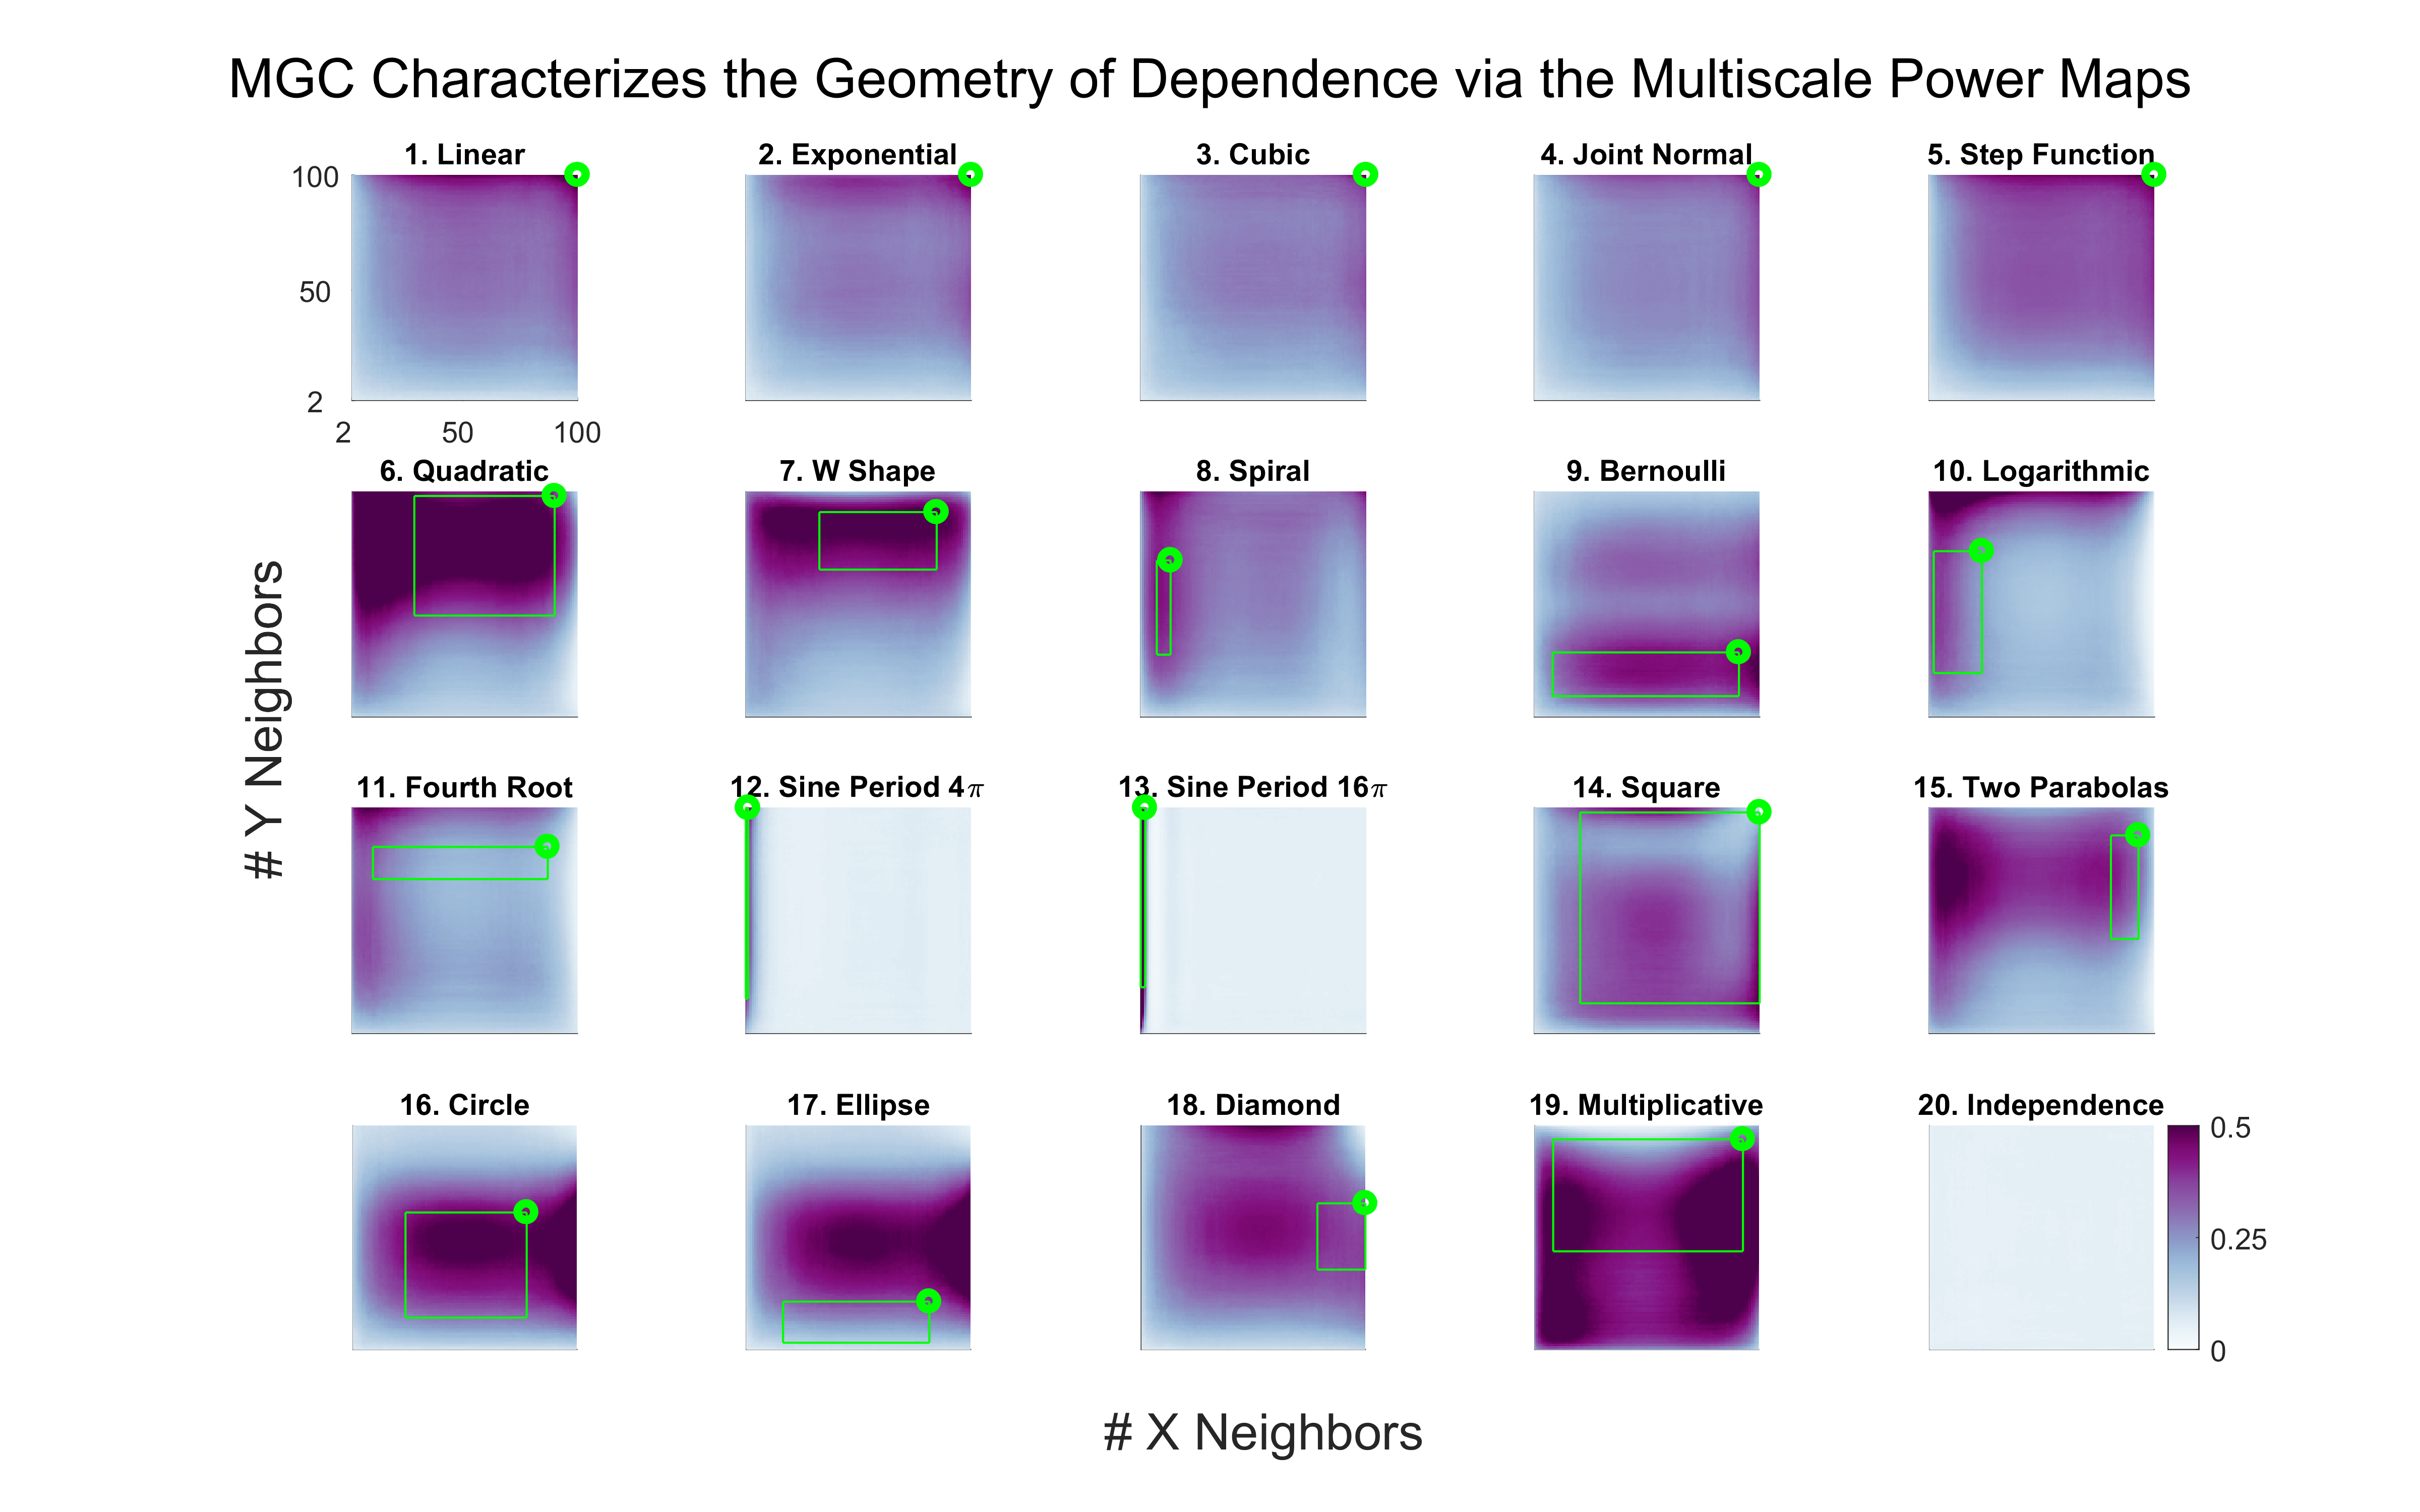 MGC Characterizes the Geometry of Dependence via the Multiscale Power Maps
1. Linear
2. Exponential
3. Cubic
4. Joint Normal
5. Step Function
100
50
2
2
50
100
6. Quadratic
7. W Shape
8. Spiral
9. Bernoulli
10. Logarithmic
# Y Neighbors
11. Fourth Root
12. Sine Period 4π
13. Sine Period 16π
14. Square
15. Two Parabolas
16. Circle
17. Ellipse
18. Diamond
19. Multiplicative
20. Independence
0.5
0.25
0
# X Neighbors